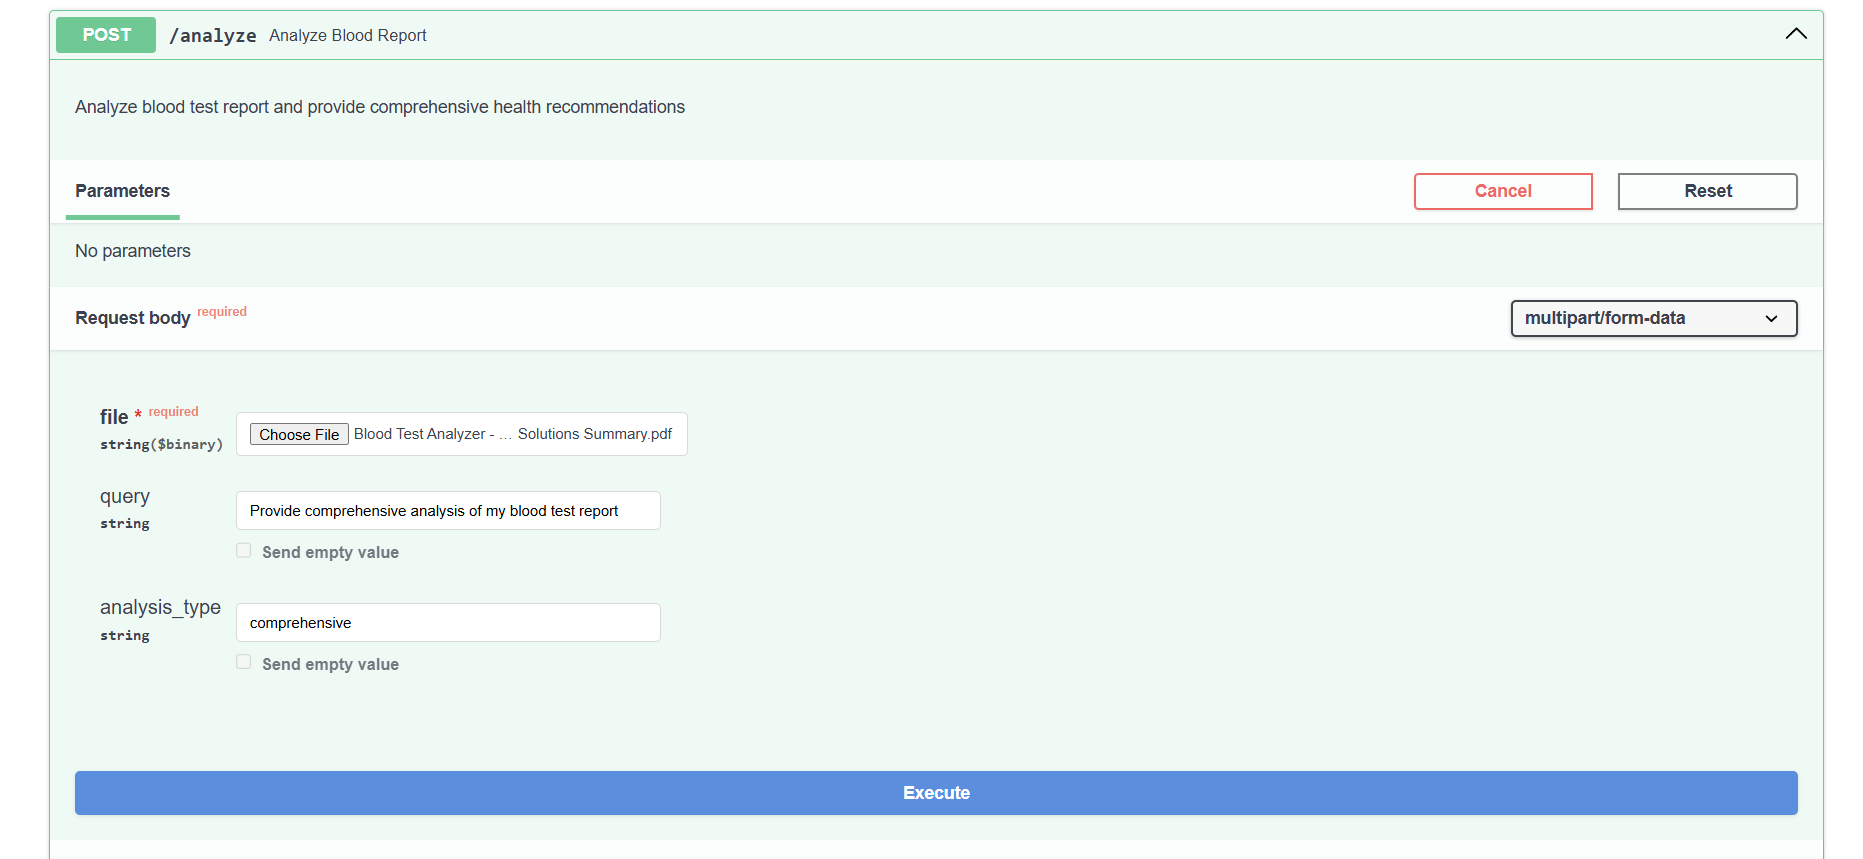 POST /analyze Analyze Blood Report
Analyze blood test report and provide comprehensive health recommendations
Parameters
Cancel
Reset
No parameters
Request body required
multipart/form-data
file * required
string($binary)
Choose File Blood Test Analyzer - ... Solutions Summary.pdf
query
string
Provide comprehensive analysis of my blood test report
Send empty value
analysis_type
string
comprehensive
Send empty value
Execute